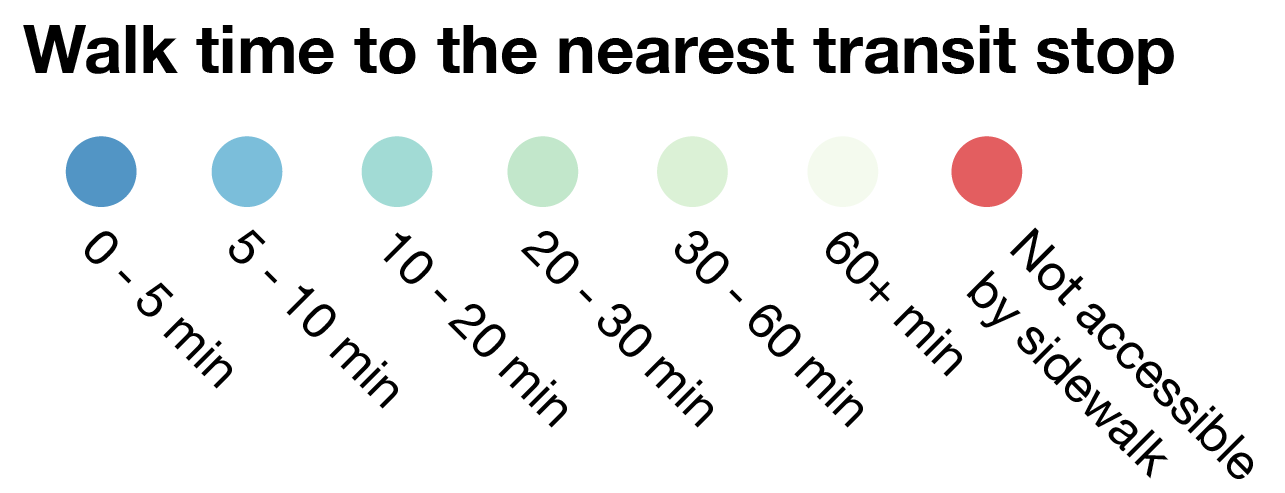 Walk time to the nearest transit stop
0 - 5 min
5 - 10 min
10 - 20 min
20 - 30 min
30 - 60 min
60+ min
Not accessible
by sidewalk